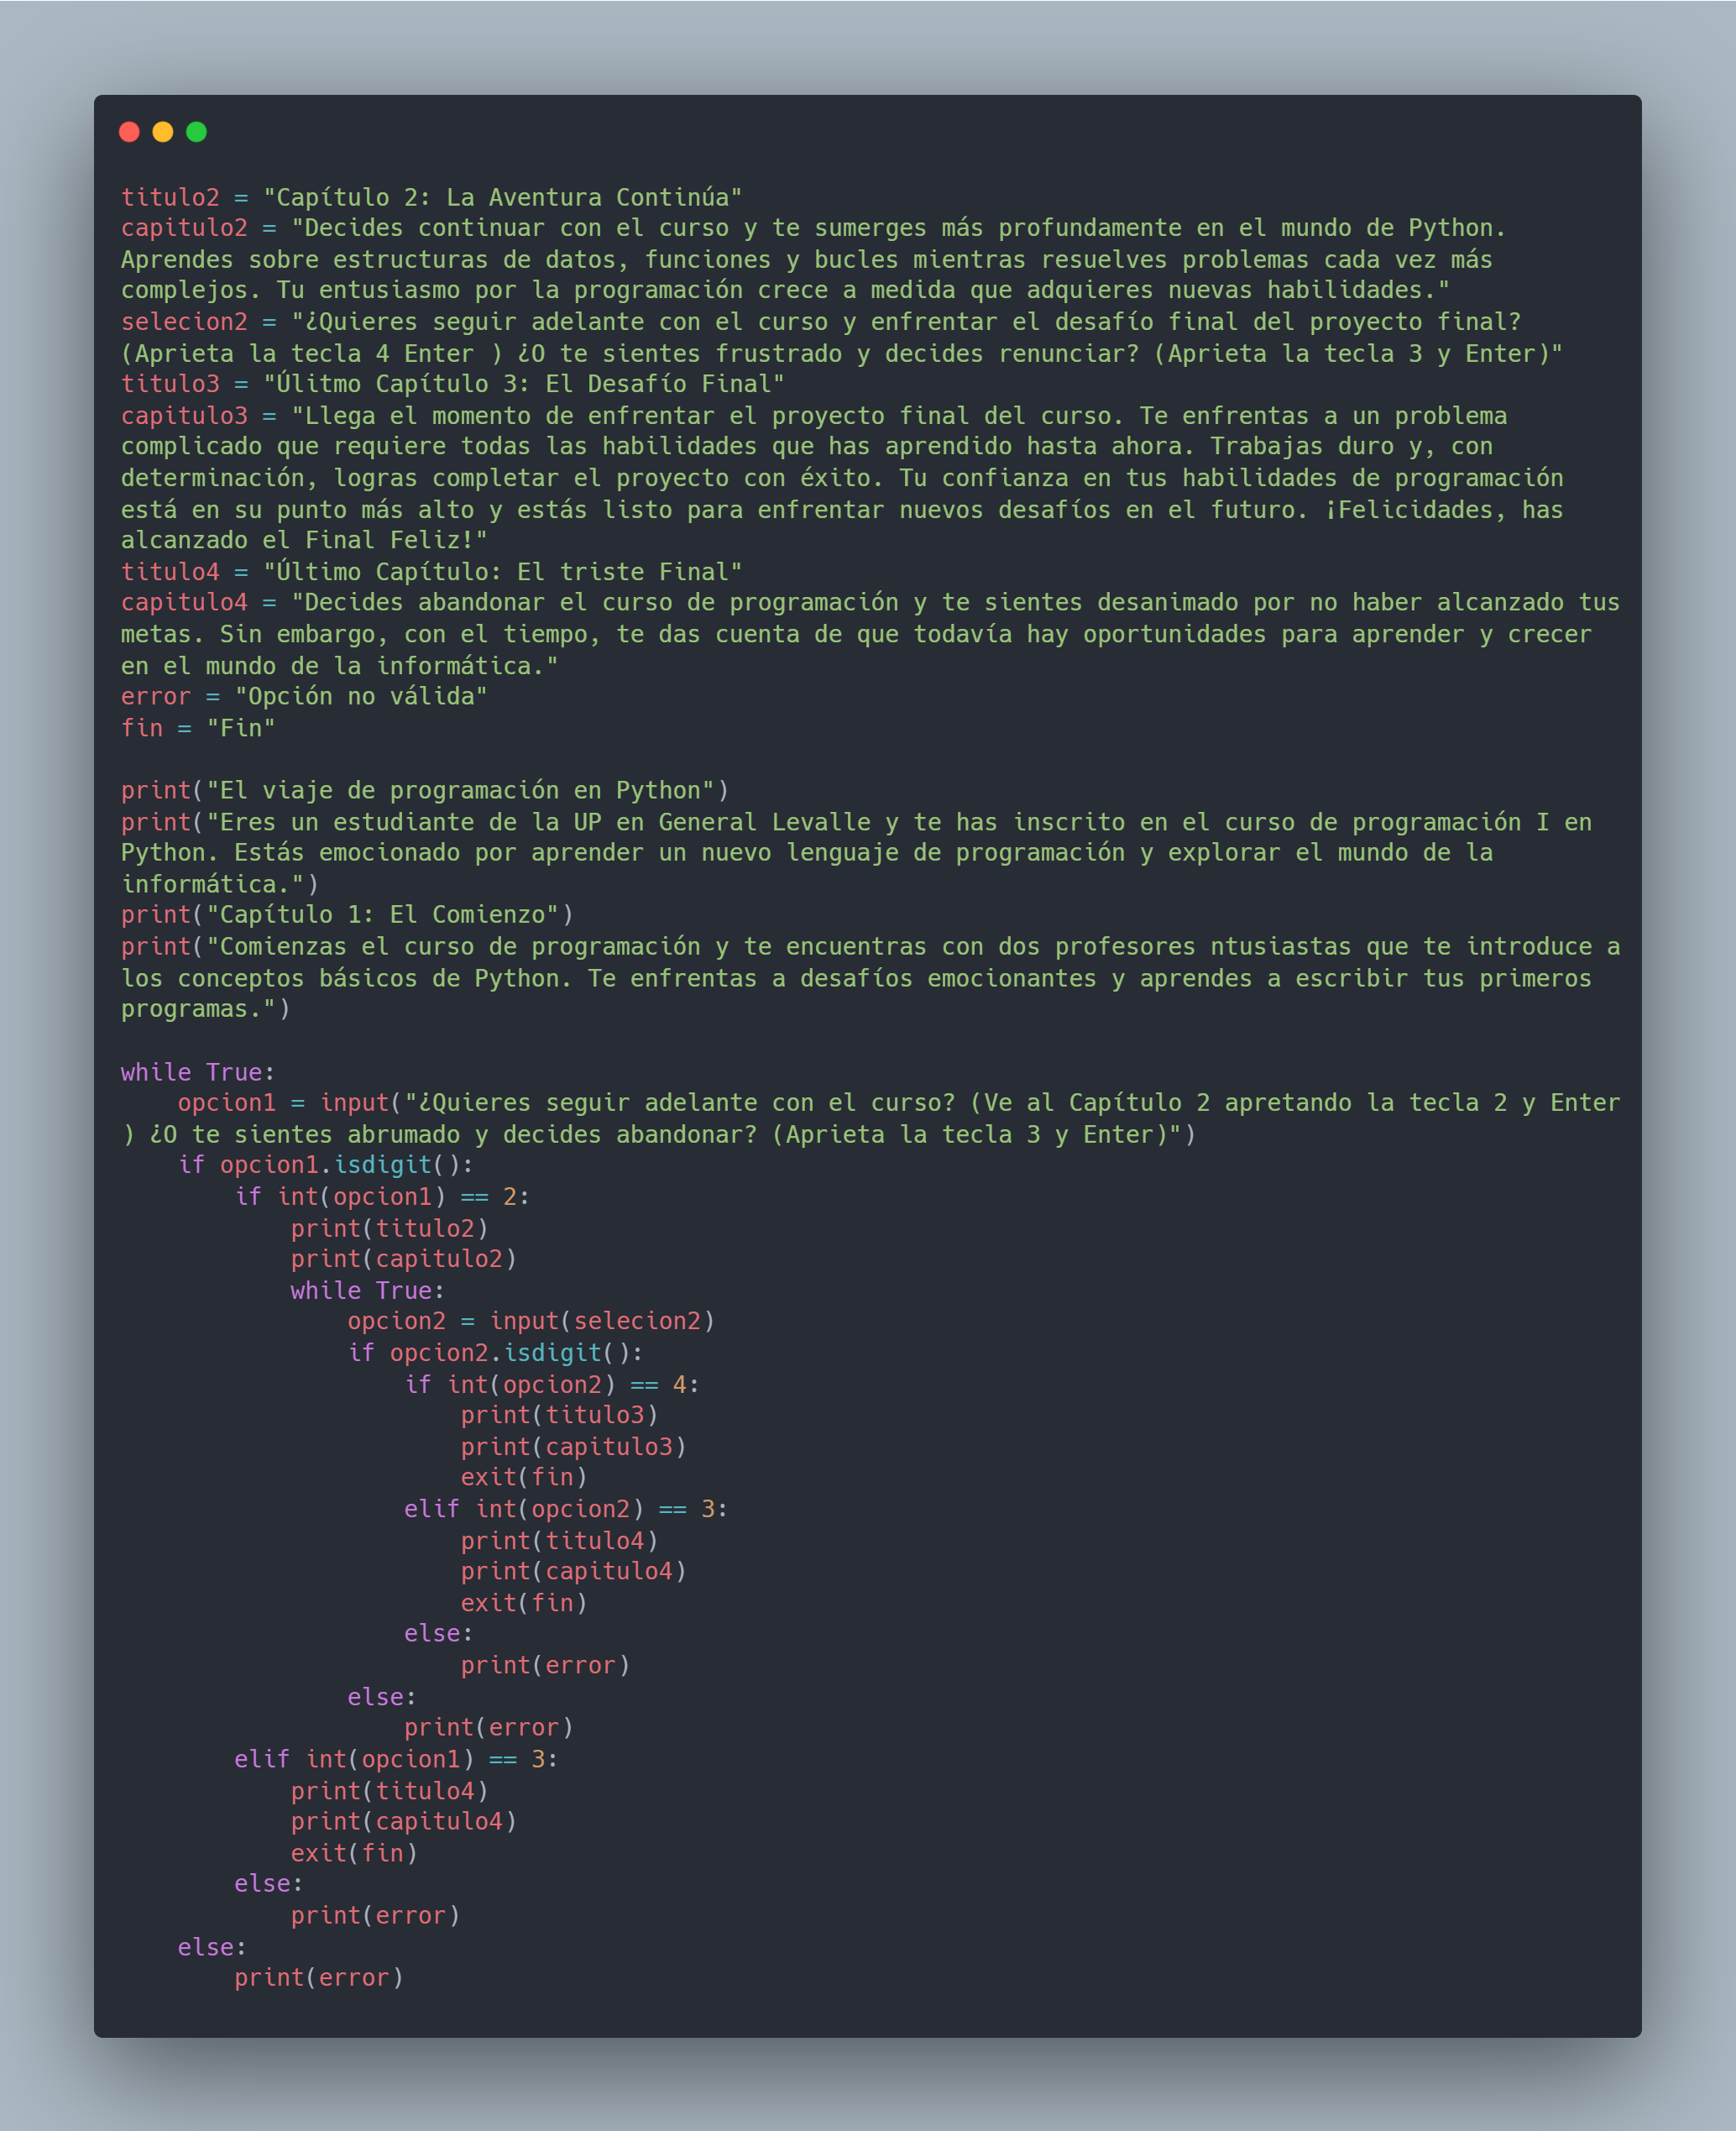 titulo2 = "Capítulo 2: La Aventura Continúa"
capitulo2 = "Decides continuar con el curso y te sumerges más profundamente en el mundo de Python.
Aprendes sobre estructuras de datos, funciones y bucles mientras resuelves problemas cada vez más
complejos. Tu entusiasmo por la programación crece a medida que adquieres nuevas habilidades."
selecion2 = "¿Quieres seguir adelante con el curso y enfrentar el desafío final del proyecto final?
(Aprieta la tecla 4 Enter ) ¿O te sientes frustrado y decides renunciar? (Aprieta la tecla 3 y Enter)"
titulo3 = "Úlitmo Capítulo 3: El Desafío Final"
capitulo3 = "Llega el momento de enfrentar el proyecto final del curso. Te enfrentas a un problema
complicado que requiere todas las habilidades que has aprendido hasta ahora. Trabajas duro y, con
determinación, logras completar el proyecto con éxito. Tu confianza en tus habilidades de programación
está en su punto más alto y estás listo para enfrentar nuevos desafíos en el futuro. ¡Felicidades, has
alcanzado el Final Feliz!"
titulo4 = "Último Capítulo: El triste Final"
capitulo4 = "Decides abandonar el curso de programación y te sientes desanimado por no haber alcanzado tus
metas. Sin embargo, con el tiempo, te das cuenta de que todavía hay oportunidades para aprender y crecer
en el mundo de la informática."
error = "Opción no válida"
fin = "Fin"

print("El viaje de programación en Python")
print("Eres un estudiante de la UP en General Levalle y te has inscrito en el curso de programación I en
Python. Estás emocionado por aprender un nuevo lenguaje de programación y explorar el mundo de la
informática.")
print("Capítulo 1: El Comienzo")
print("Comienzas el curso de programación y te encuentras con dos profesores ntusiastas que te introduce a
los conceptos básicos de Python. Te enfrentas a desafíos emocionantes y aprendes a escribir tus primeros
programas.")

while True:
    opcion1 = input("¿Quieres seguir adelante con el curso? (Ve al Capítulo 2 apretando la tecla 2 y Enter
) ¿O te sientes abrumado y decides abandonar? (Aprieta la tecla 3 y Enter)")
    if opcion1.isdigit():
        if int(opcion1) == 2:
            print(titulo2)
            print(capitulo2)
            while True:
                opcion2 = input(selecion2)
                if opcion2.isdigit():
                    if int(opcion2) == 4:
                        print(titulo3)
                        print(capitulo3)
                        exit(fin)
                    elif int(opcion2) == 3:
                        print(titulo4)
                        print(capitulo4)
                        exit(fin)
                    else:
                        print(error)
                else:
                    print(error)
        elif int(opcion1) == 3:
            print(titulo4)
            print(capitulo4)
            exit(fin)
        else:
            print(error)
    else:
        print(error)